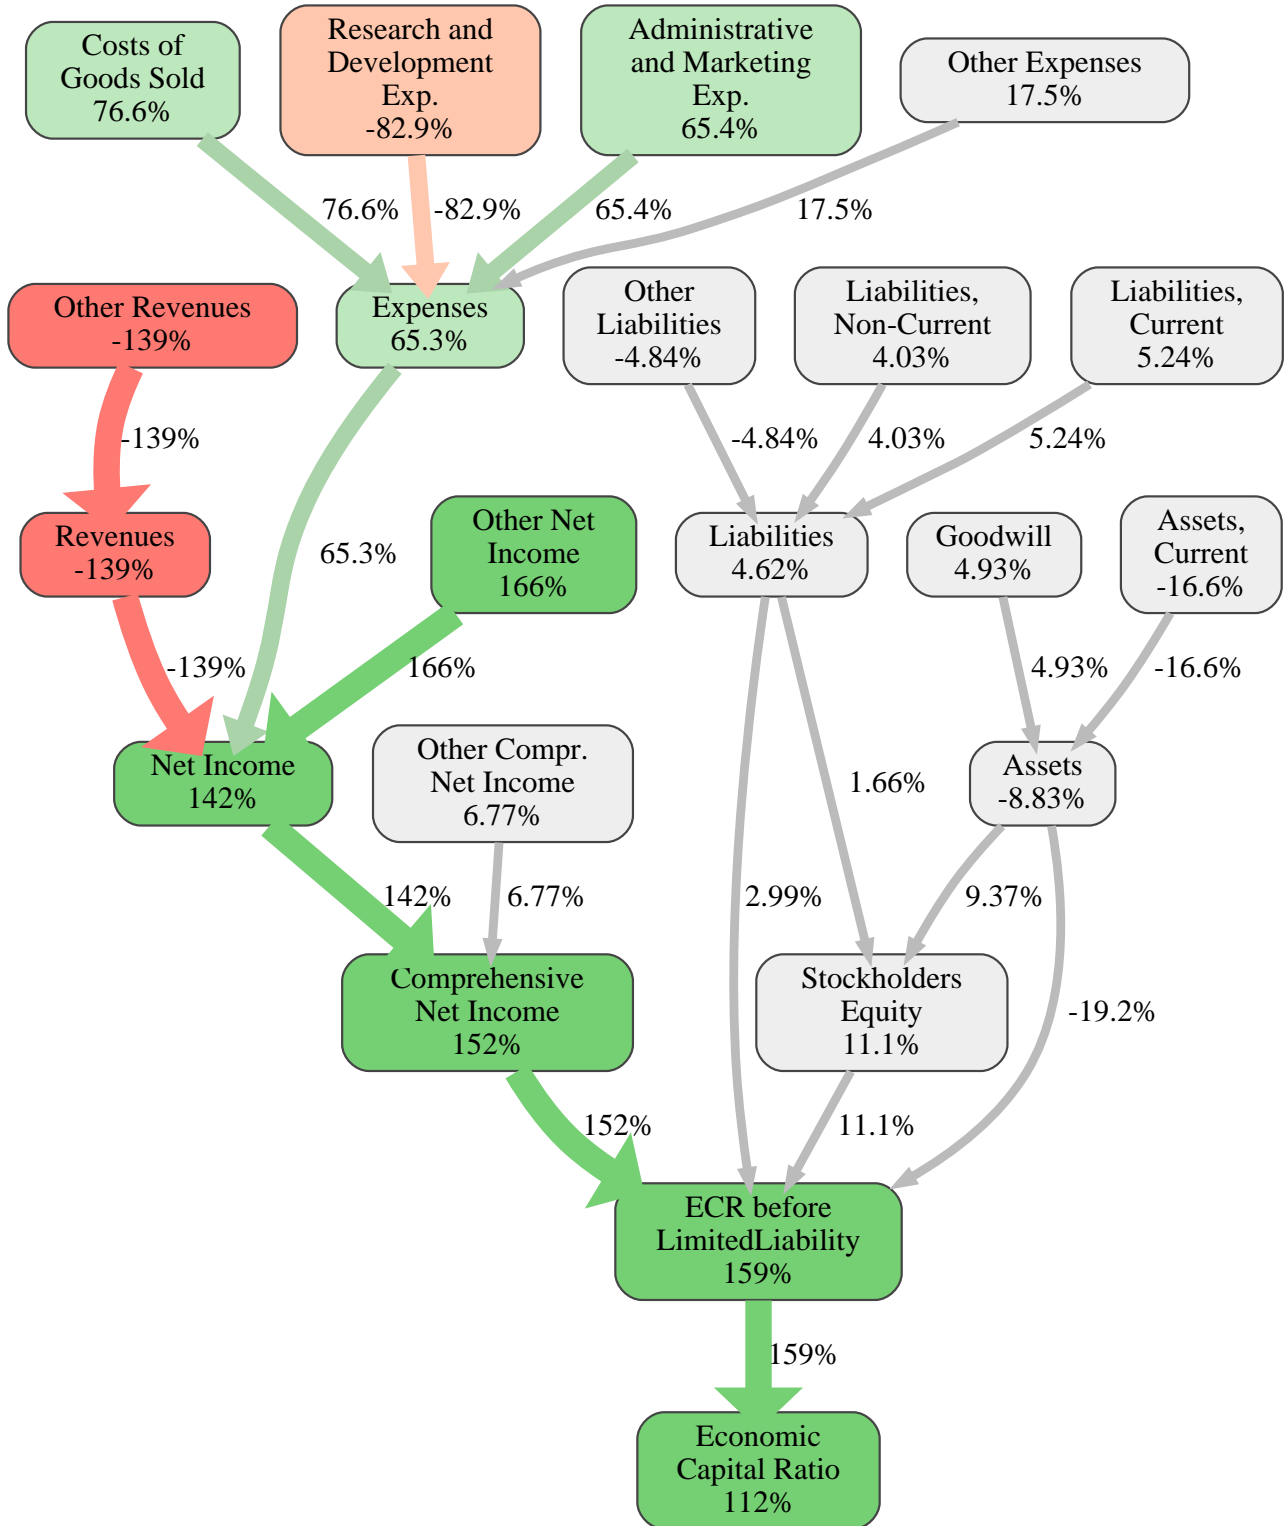 Costs of
Goods Sold
76.6%
Research and
Development
Exp.
-82.9%
Administrative
and Marketing
Exp.
65.4%
Other Expenses
17.5%
76.6%
-82.9%
65.4%
17.5%
Other Revenues
-139%
Expenses
65.3%
Other
Liabilities
-4.84%
Liabilities,
Non-Current
4.03%
Liabilities,
Current
5.24%
-139%
-4.84%
4.03%
5.24%
Revenues
-139%
65.3%
Other Net
Income
166%
Liabilities
4.62%
Goodwill
4.93%
Assets,
Current
-16.6%
-139%
166%
4.93%
-16.6%
Net Income
142%
Other Compr.
Net Income
6.77%
1.66%
Assets
-8.83%
142%
6.77%
2.99%
9.37%
Comprehensive
Net Income
152%
Stockholders
Equity
11.1%
-19.2%
152%
11.1%
ECR before
LimitedLiability
159%
159%
Economic
Capital Ratio
112%